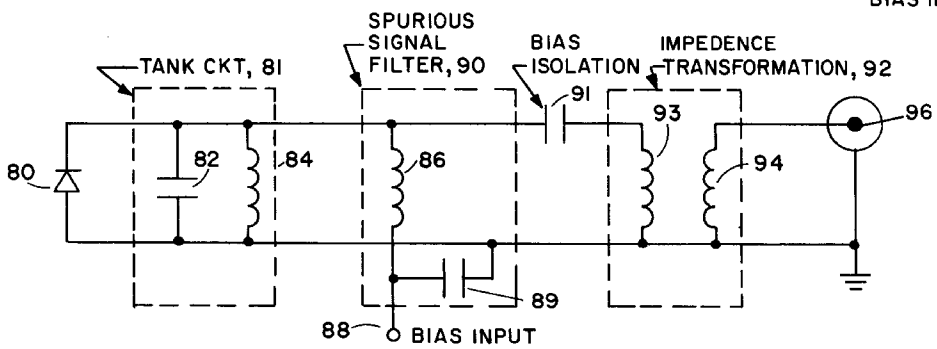 BIAS IN
SPURIOUS
SIGNAL
FILTER, 90
TANK CKT, 81
BIAS
ISOLATION
91
IMPEDENCE
TRANSFORMATION, 92
93
96
80
82
84
86
94
89
88
BIAS INPUT